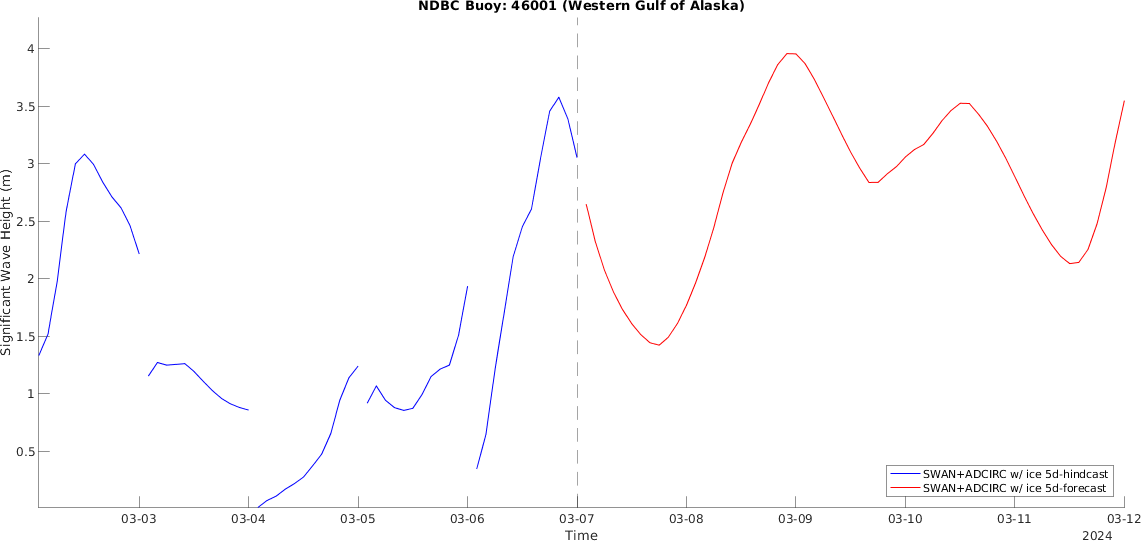 NDBC Buoy: 46001 (Western Gulf of Alaska)
Significant Wave Height (m)
4
3.5
3
2.5
2
1.5
1
0.5
SWAN+ADCIRC w/ ice 5d-hindcast
SWAN+ADCIRC w/ ice 5d-forecast
03-03 03-04 03-05 03-06 03-07 03-08 03-09 03-10 03-11 03-12
Time
2024